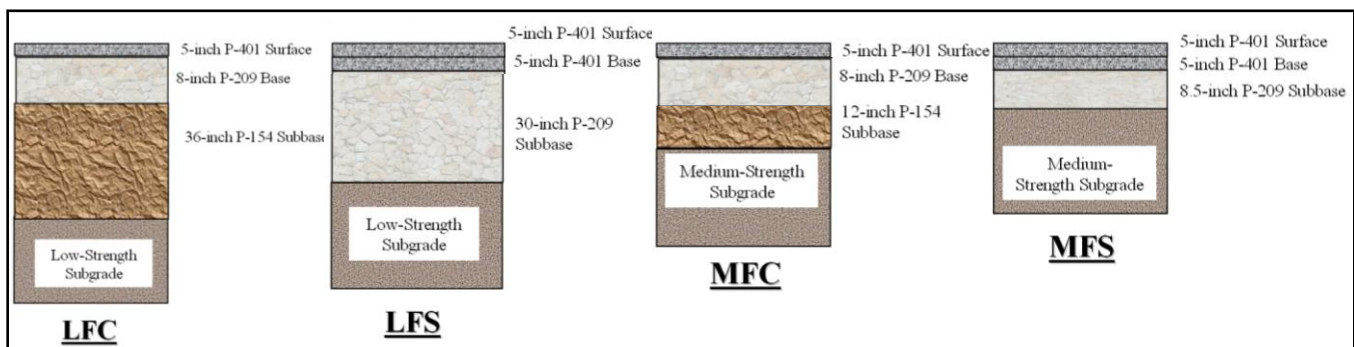 5-inch P-401 Surface
8-inch P-209 Base
36-inch P-154 Subbase
Low-Strength
Subgrade
LFC
5-inch P-401 Surface
5-inch P-401 Base
30-inch P-209
Subbase
Low-Strength
Subgrade
LFS
5-inch P-401 Surface
8-inch P-209 Base
12-inch P-154
Subbase
Medium-Strength
Subgrade
MFC
5-inch P-401 Surface
5-inch P-401 Base
8.5-inch P-209 Subbase
Medium-
Strength Subgrade
MFS